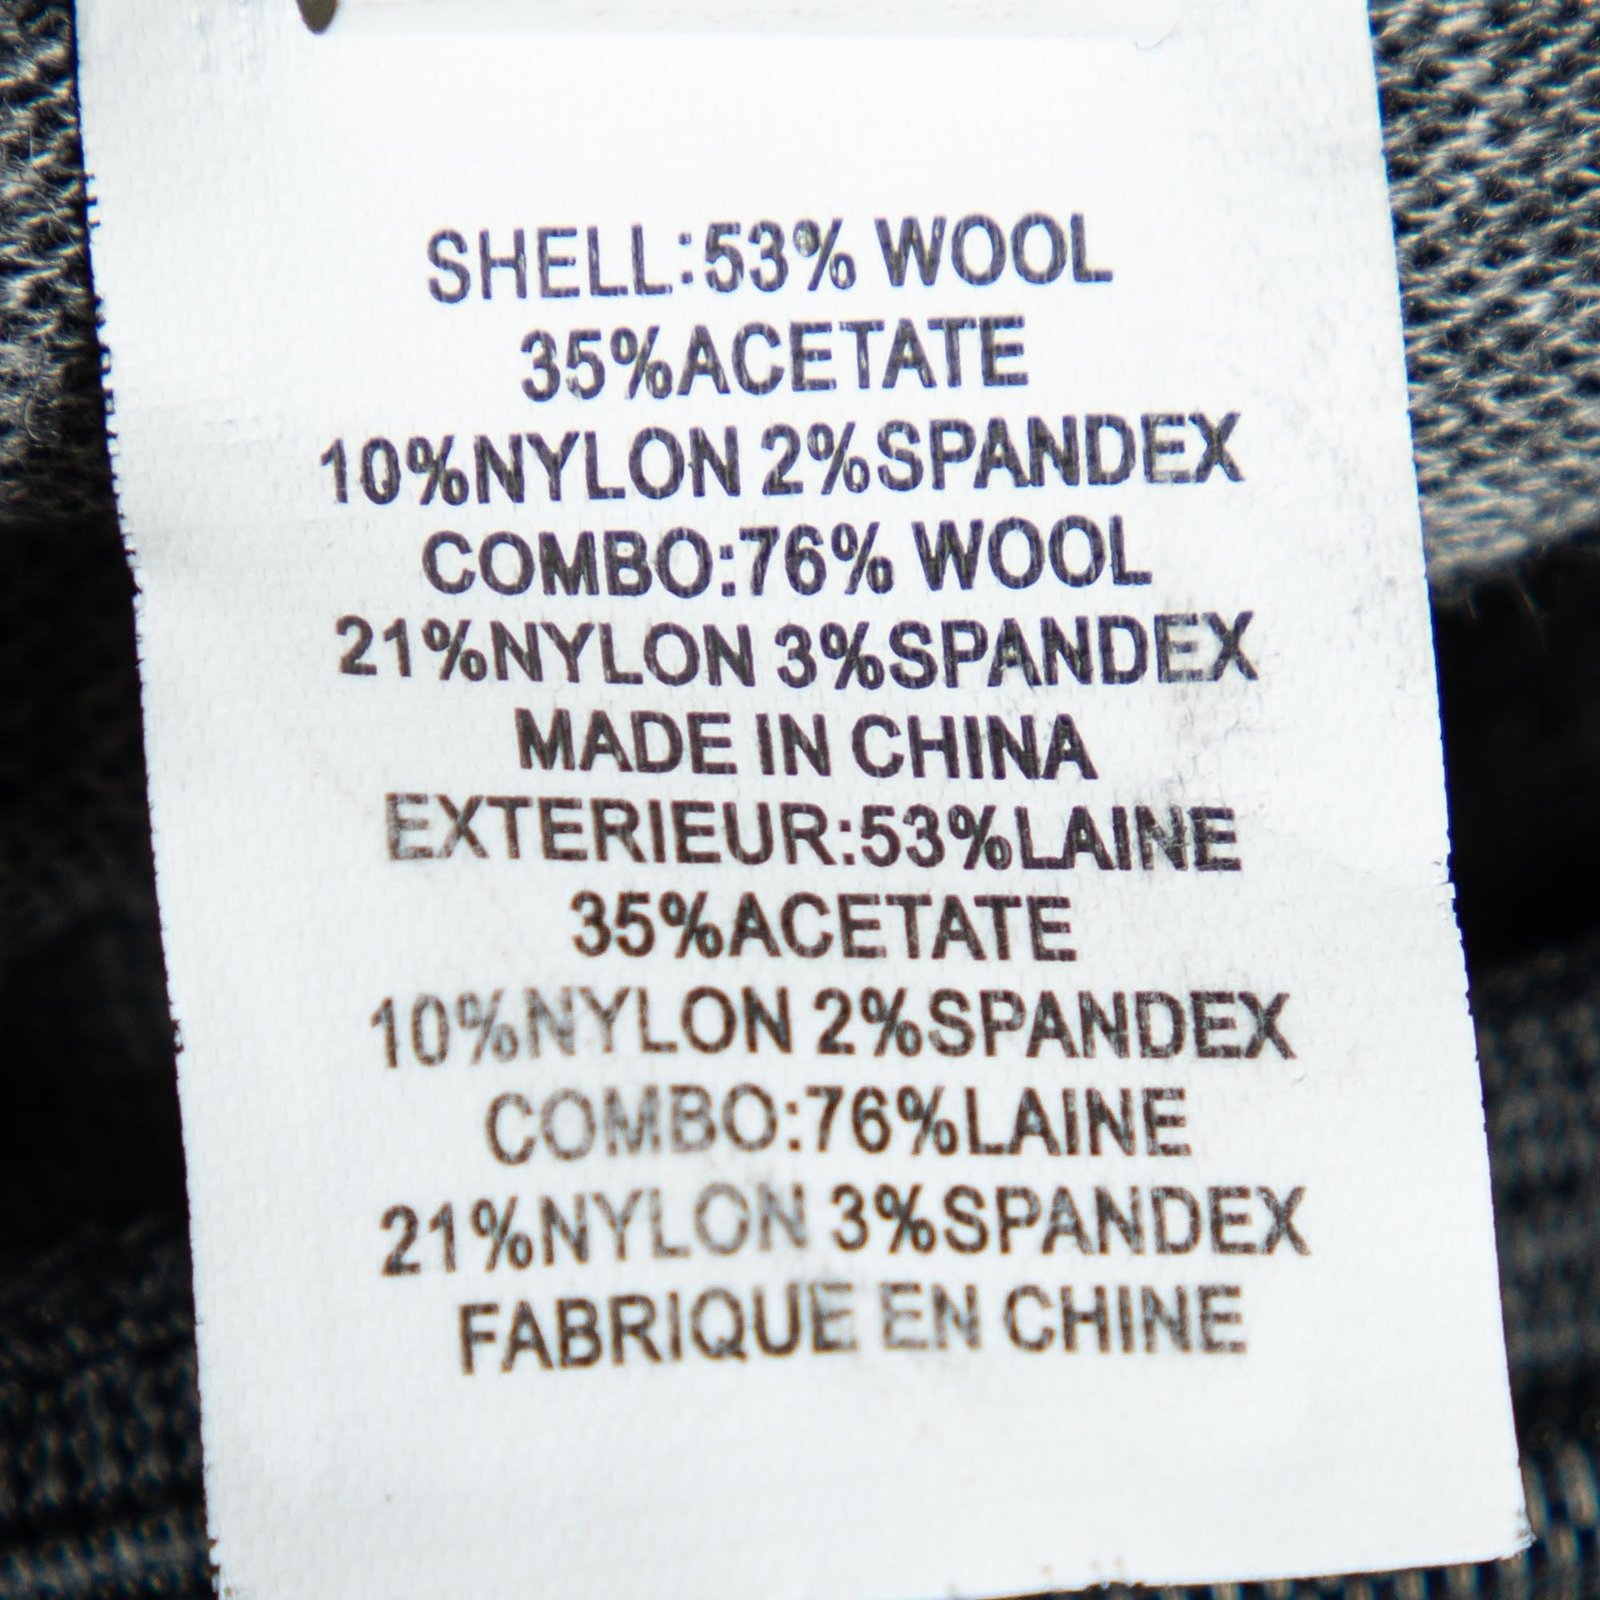 SHELL:53% WOOL
35%ACETATE
10%NYLON 2%SPANDEX
COMBO:76% WOOL
21%NYLON 3%SPANDEX
MADE IN CHINA
EXTERIEUR:53%LAINE
35%ACETATE
10%NYLON 2%SPANDEX
COMBO:76%LAINE
21%NYLON 3%SPANDEX
FABRIQUE EN CHINE